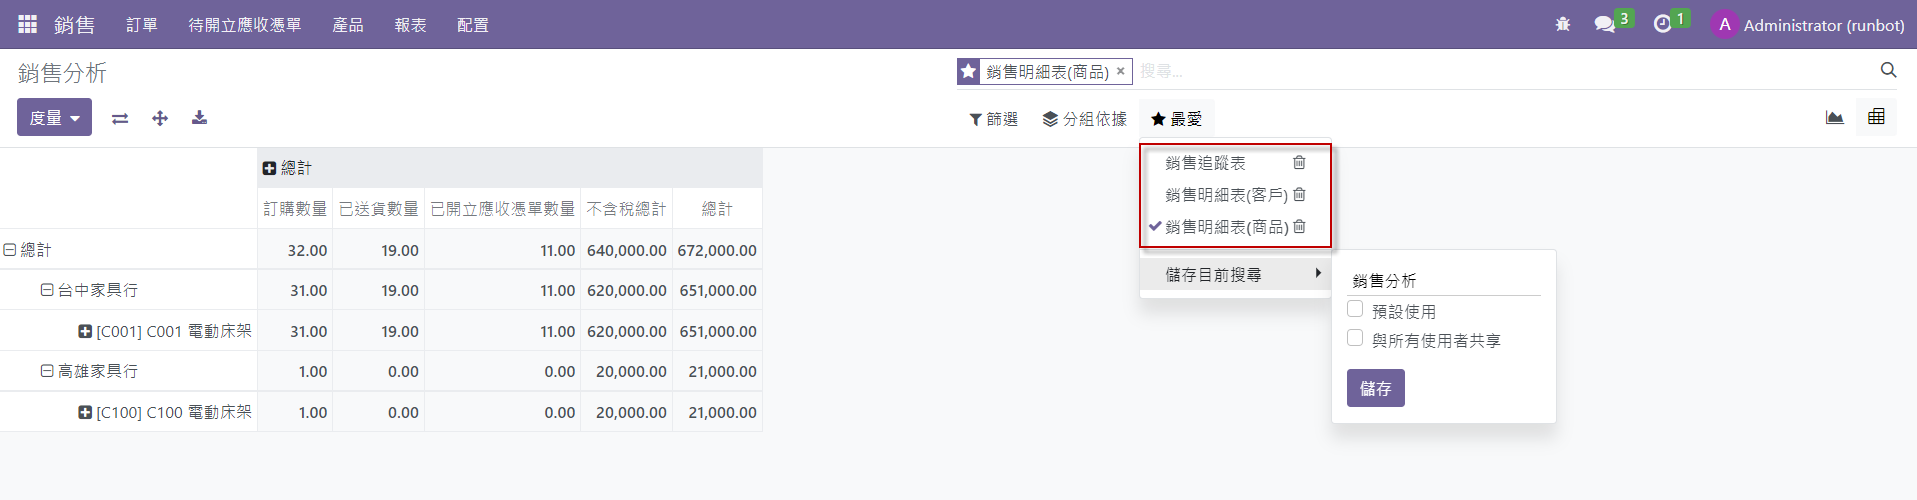 銷售 訂單 待開立應收憑單 產品 報表 配置 3 1 A Administrator (runbot)
銷售分析
銷售明細表(商品) × 搜尋...
度量 篩選 分組依據 最愛
銷售追蹤表
銷售明細表(客戶)
銷售明細表(商品)
儲存目前搜尋
銷售分析
預設使用
與所有使用者共享
儲存
總計
訂購數量 已送貨數量 已開立應收憑單數量 不含稅總計 總計
總計 32.00 19.00 11.00 640,000.00 672,000.00
台中家具行 31.00 19.00 11.00 620,000.00 651,000.00
[C001] C001 電動床架 31.00 19.00 11.00 620,000.00 651,000.00
高雄家具行 1.00 0.00 0.00 20,000.00 21,000.00
[C100] C100 電動床架 1.00 0.00 0.00 20,000.00 21,000.00